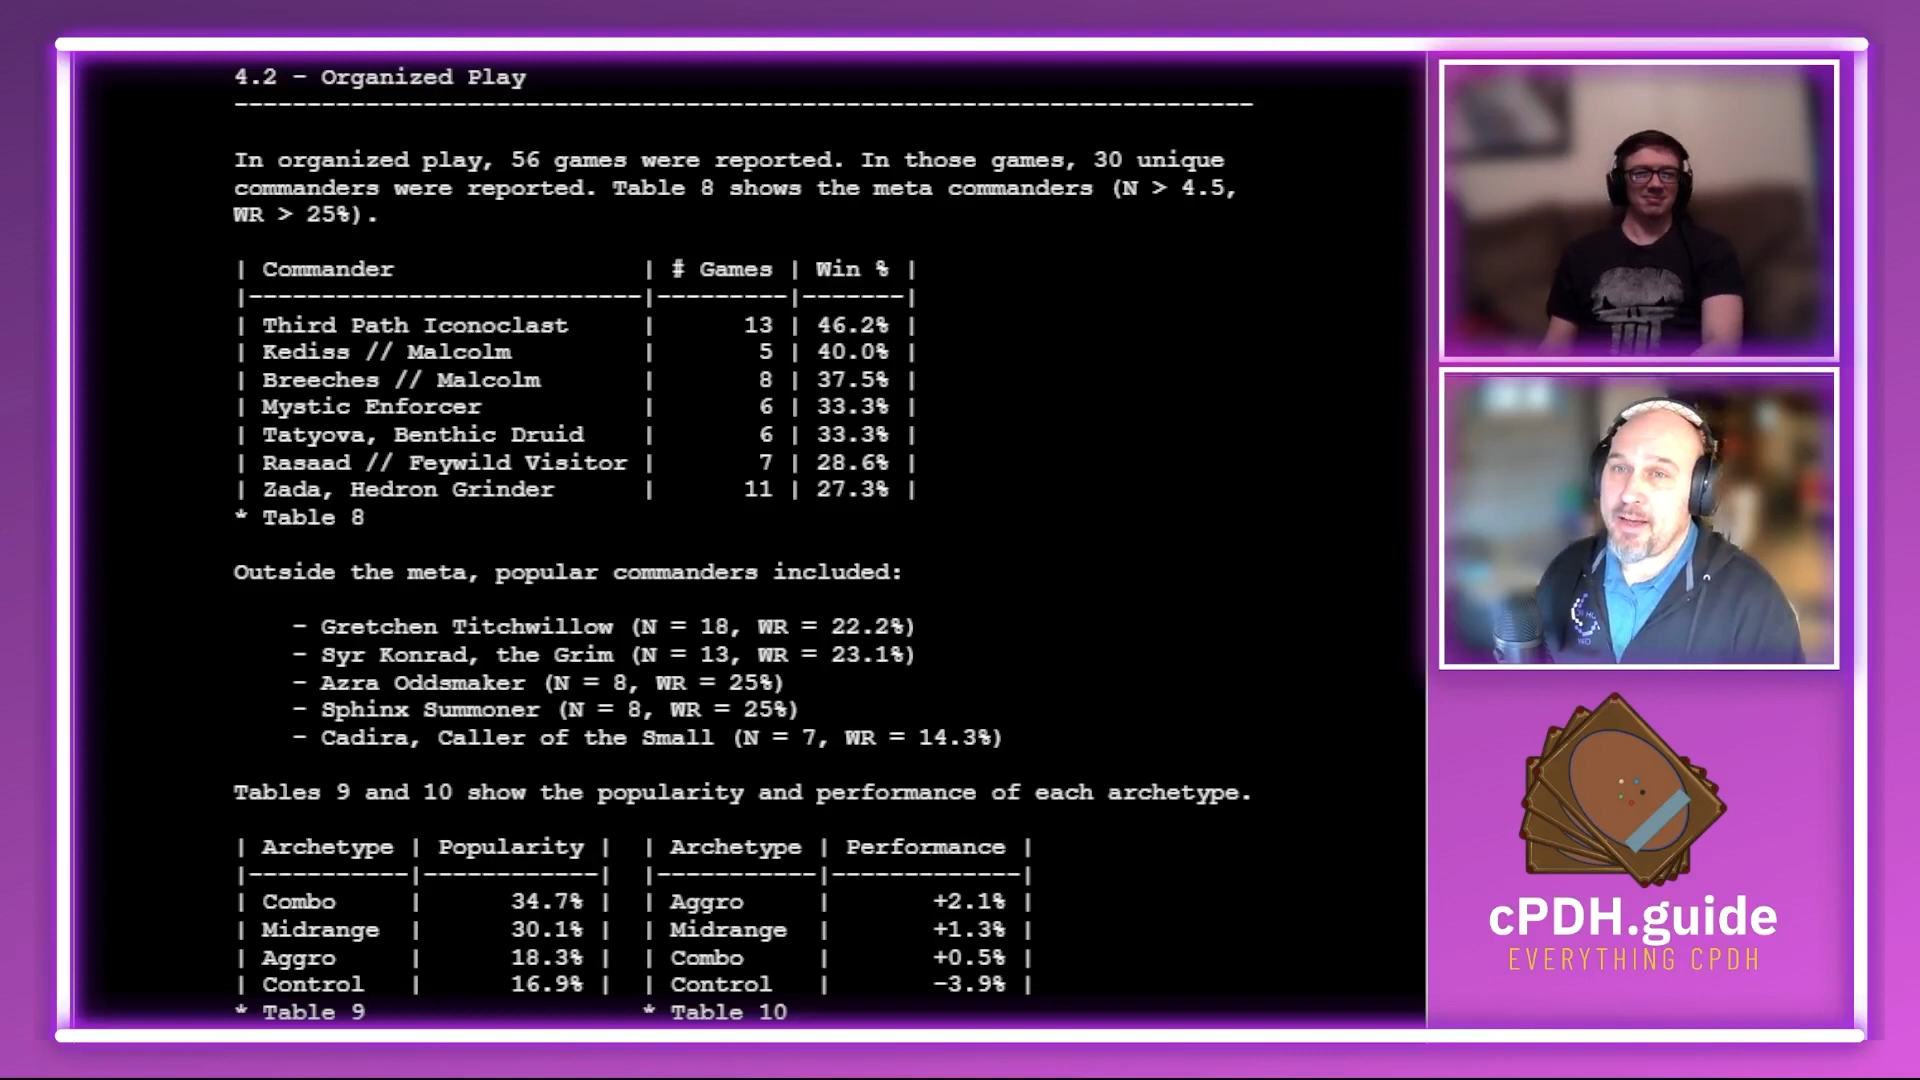 4.2 - Organized Play
----------------------------------------------------------------------
In organized play, 56 games were reported. In those games, 30 unique
commanders were reported. Table 8 shows the meta commanders (N > 4.5,
WR > 25%).
| Commander | # Games | Win % |
|---------------------------|---------|-------|
| Third Path Iconoclast | 13 | 46.2% |
| Kediss // Malcolm | 5 | 40.0% |
| Breeches // Malcolm | 8 | 37.5% |
| Mystic Enforcer | 6 | 33.3% |
| Tatyova, Benthic Druid | 6 | 33.3% |
| Rasaad // Feywild Visitor | 7 | 28.6% |
| Zada, Hedron Grinder | 11 | 27.3% |
* Table 8
Outside the meta, popular commanders included:
- Gretchen Titchwillow (N = 18, WR = 22.2%)
- Syr Konrad, the Grim (N = 13, WR = 23.1%)
- Azra Oddsmaker (N = 8, WR = 25%)
- Sphinx Summoner (N = 8, WR = 25%)
- Cadira, Caller of the Small (N = 7, WR = 14.3%)
Tables 9 and 10 show the popularity and performance of each archetype.
| Archetype | Popularity | | Archetype | Performance |
|-----------|------------| |-----------|-------------|
| Combo | 34.7% | | Aggro | +2.1% |
| Midrange | 30.1% | | Midrange | +1.3% |
| Aggro | 18.3% | | Combo | +0.5% |
| Control | 16.9% | | Control | -3.9% |
* Table 9 * Table 10
cPDH.guide
EVERYTHING CPDH